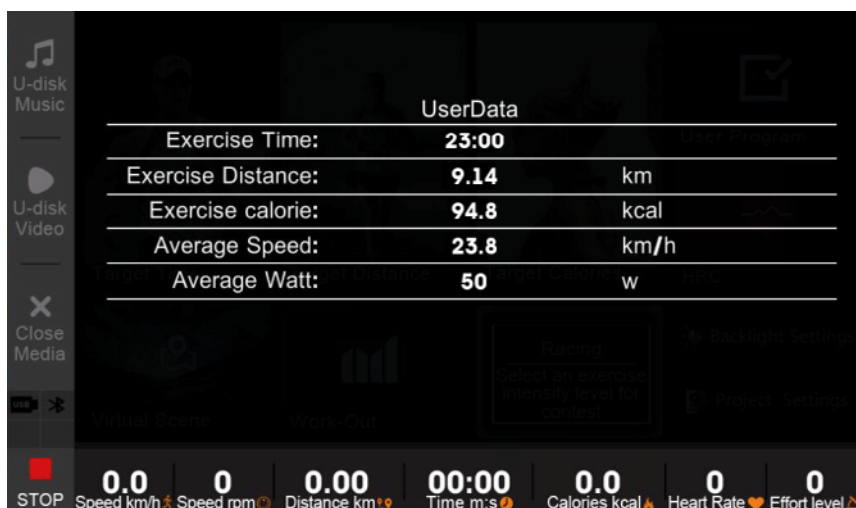 U-disk
Music
UserData
Exercise Time: 23:00
User Program
Exercise Distance: 9.14 km
U-disk
Video
Exercise calorie: 94.8 kcal
Average Speed: 23.8 km/h
Target Distance Target Calories HRC
Average Watt: 50 w
Close
Media
Racing
Select an exercise
intensity level for
contest
Backlight Settings
USB
Virtual Scene Work-Out Project Settings
STOP
0.0 0 0.00 00:00 0.0 0 0
Speed km/h Speed rpm Distance km Time m:s Calories kcal Heart Rate Effort level